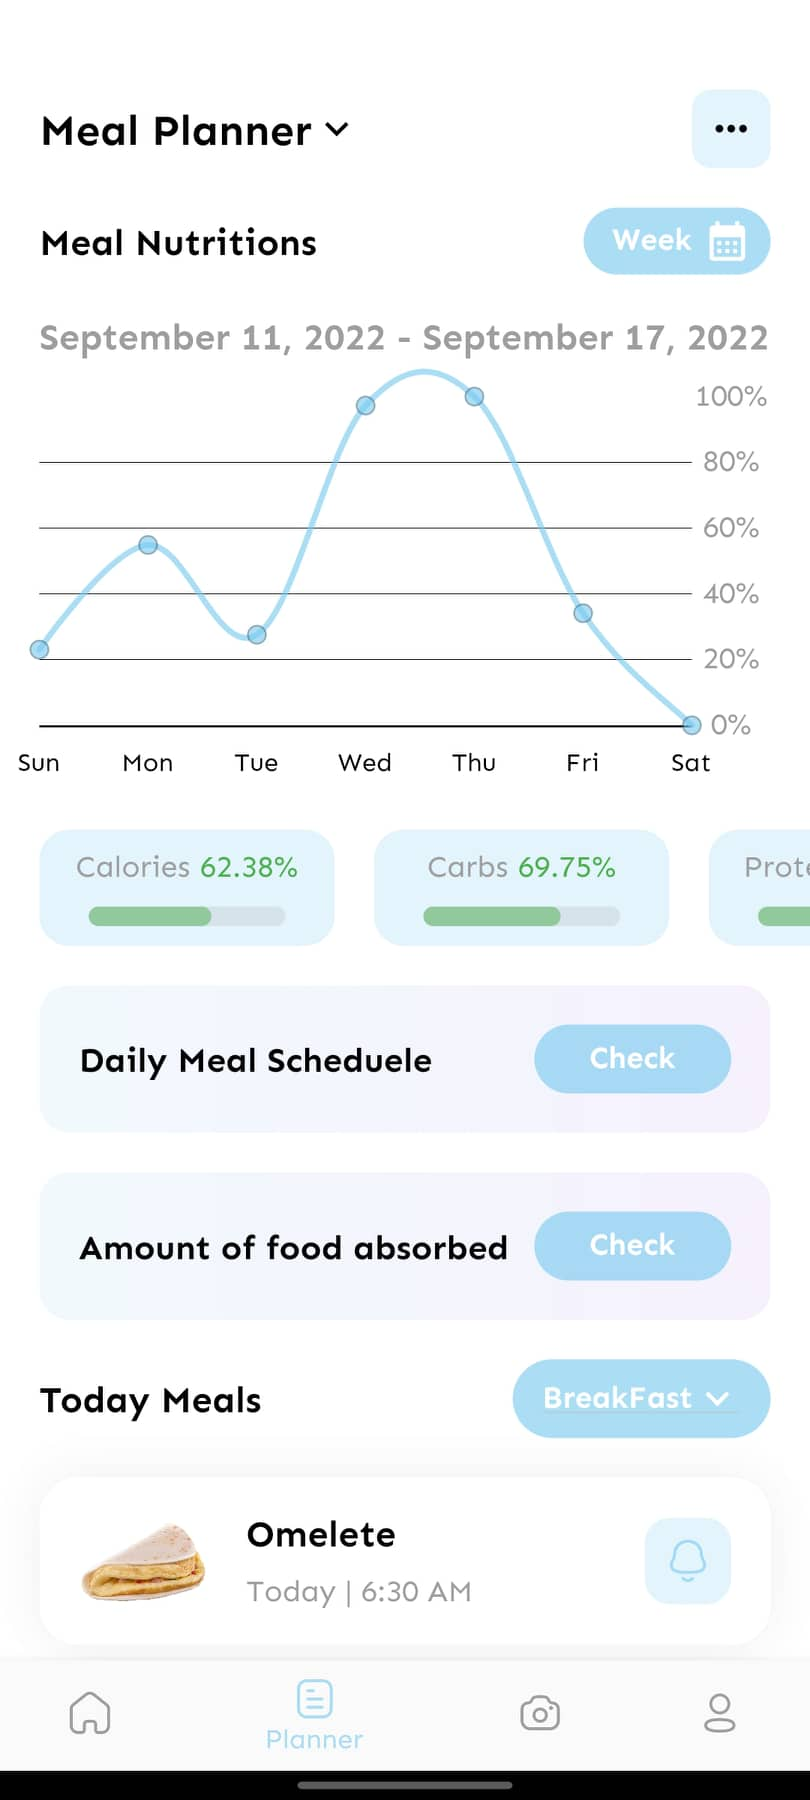 Meal Planner
Meal Nutritions
Week
September 11, 2022 - September 17, 2022
100%
80%
60%
40%
20%
0%
Sun Mon Tue Wed Thu Fri Sat
Calories 62.38% Carbs 69.75%
Daily Meal Scheduele Check
Amount of food absorbed Check
Today Meals BreakFast
Omelete
Today | 6:30 AM
Planner